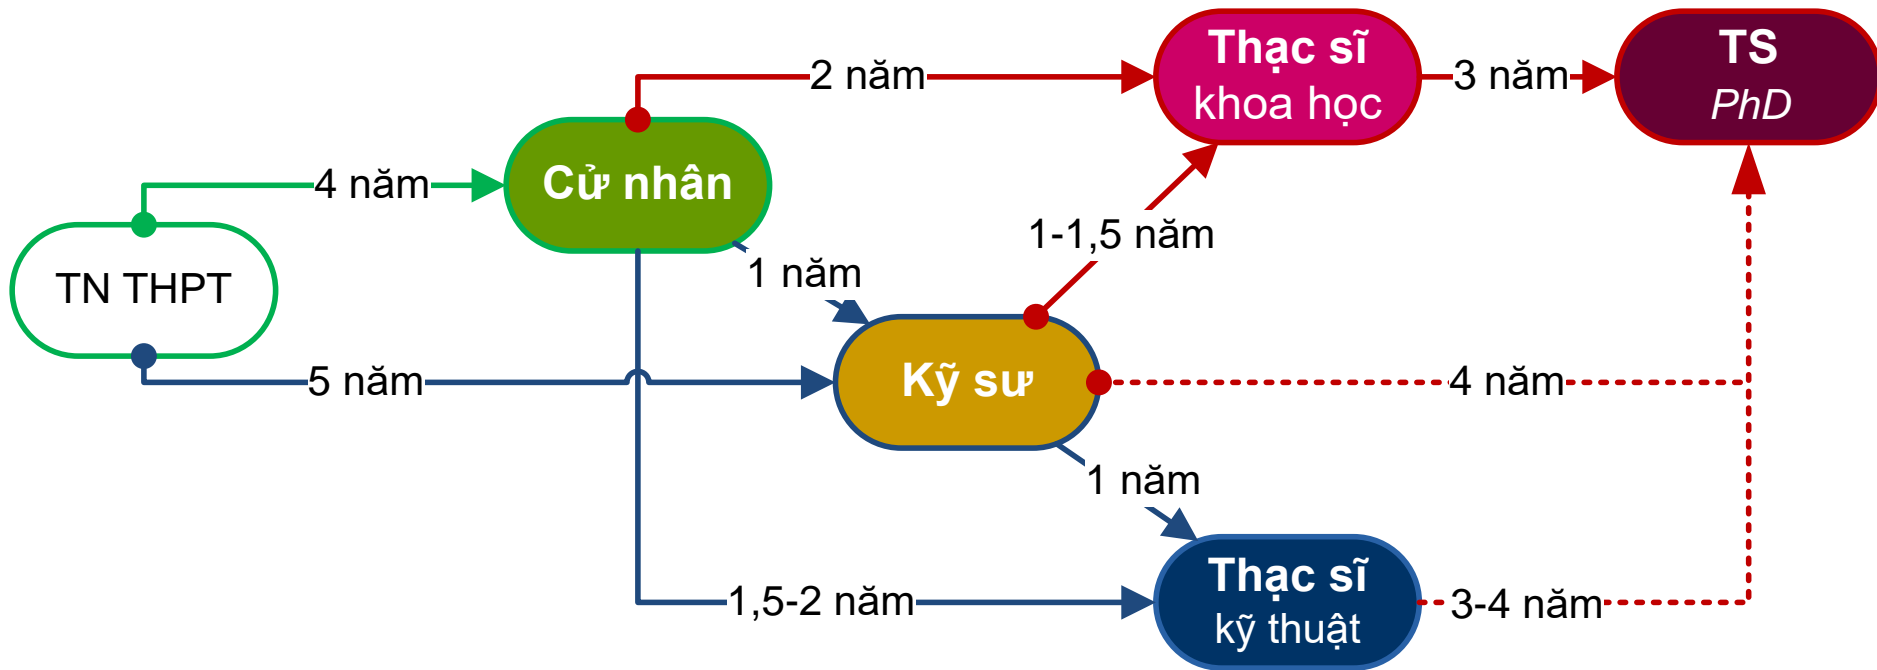 Thạc sĩ
khoa học
TS
PhD
2 năm
3 năm
4 năm
Cử nhân
1-1,5 năm
1 năm
TN THPT
5 năm
Kỹ sư
4 năm
1 năm
1,5-2 năm
Thạc sĩ
kỹ thuật
3-4 năm